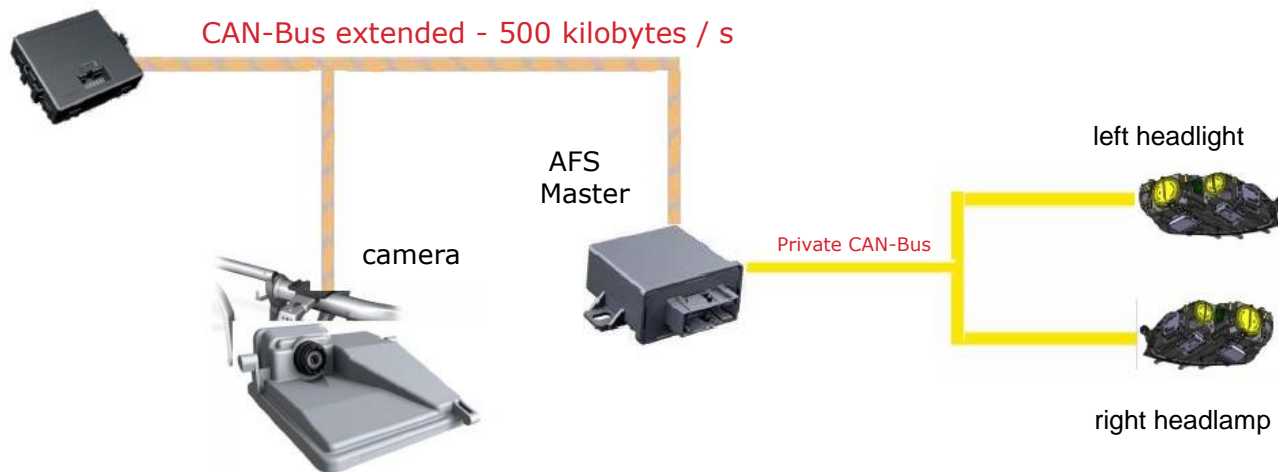 CAN-Bus extended - 500 kilobytes / s
left headlight
AFS
Master
Private CAN-Bus
camera
right headlamp